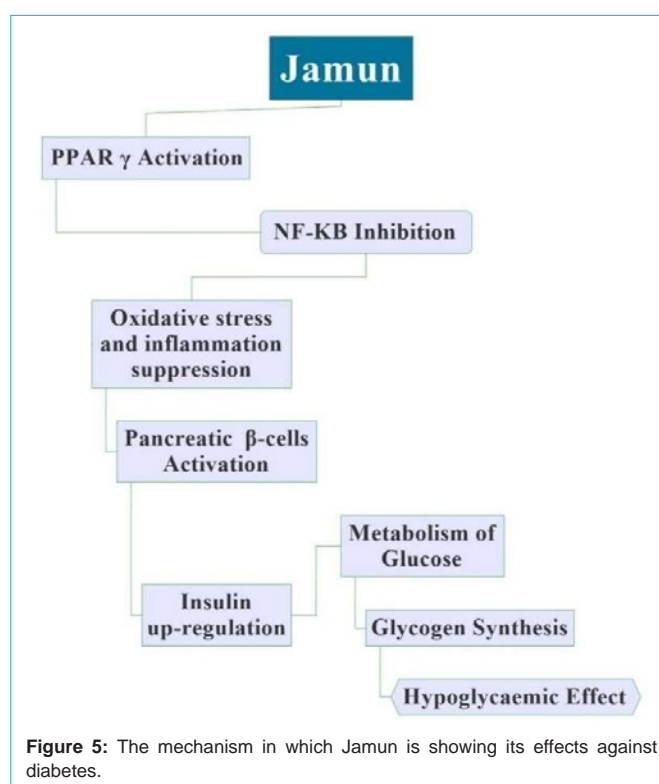 Jamun
PPAR γ Activation
NF-KB Inhibition
Oxidative stress
and inflammation
suppression
Pancreatic β-cells
Activation
Insulin
up-regulation
Metabolism of
Glucose
Glycogen Synthesis
Hypoglycaemic Effect
Figure 5: The mechanism in which Jamun is showing its effects against
diabetes.